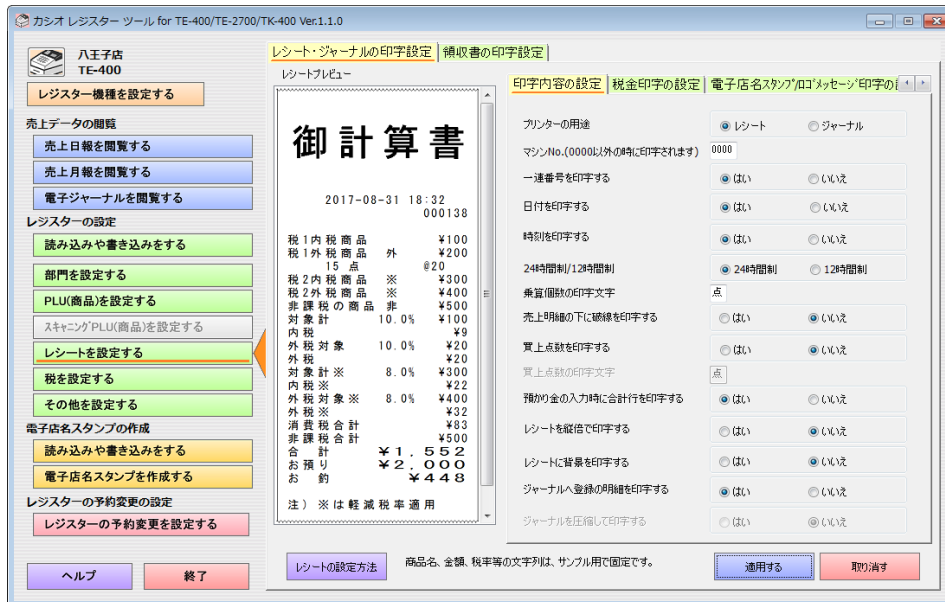 カシオ レジスター ツール for TE-400/TE-2700/TK-400 Ver.1.1.0
八王子店
TE-400
レジスター機種を設定する
売上データの閲覧
売上日報を閲覧する
売上月報を閲覧する
電子ジャーナルを閲覧する
レジスターの設定
読み込みや書き込みをする
部門を設定する
PLU(商品)を設定する
スキャニングPLU(商品)を設定する
レシートを設定する
税を設定する
その他を設定する
電子店名スタンプの作成
読み込みや書き込みをする
電子店名スタンプを作成する
レジスターの予約変更の設定
レジスターの予約変更を設定する
ヘルプ 終了
レシート・ジャーナルの印字設定 領収書の印字設定
レシートプレビュー
御計算書
2017-08-31 18:32
000138
税1内税商品 ¥100
税1外税商品 外 ¥200
15 点 @20
税2内税商品 ※ ¥300
税2外税商品 ※ ¥400
非課税の商品 非 ¥500
対象計 10.0% ¥100
内税 ¥9
外税対象 10.0% ¥20
外税 ¥20
対象計※ 8.0% ¥300
内税※ ¥22
外税対象※ 8.0% ¥400
外税※ ¥32
消費税合計 ¥83
非課税合計 ¥500
合 計 ¥1,552
お預り ¥2,000
お 釣 ¥448
注）※は軽減税率適用
印字内容の設定 税金印字の設定 電子店名スタンプ/ロゴメッセージ印字の
プリンターの用途 レシート ジャーナル
マシンNo.(0000以外の時に印字されます) 0000
一連番号を印字する はい いいえ
日付を印字する はい いいえ
時刻を印字する はい いいえ
24時間制/12時間制 24時間制 12時間制
乗算個数の印字文字 点
売上明細の下に破線を印字する はい いいえ
買上点数を印字する はい いいえ
買上点数の印字文字 点
預かり金の入力時に合計行を印字する はい いいえ
レシートを縦倍で印字する はい いいえ
レシートに背景を印字する はい いいえ
ジャーナルへ登録の明細を印字する はい いいえ
ジャーナルを圧縮して印字する はい いいえ
レシートの設定方法 商品名、金額、税率等の文字列は、サンプル用で固定です。 適用する 取り消す